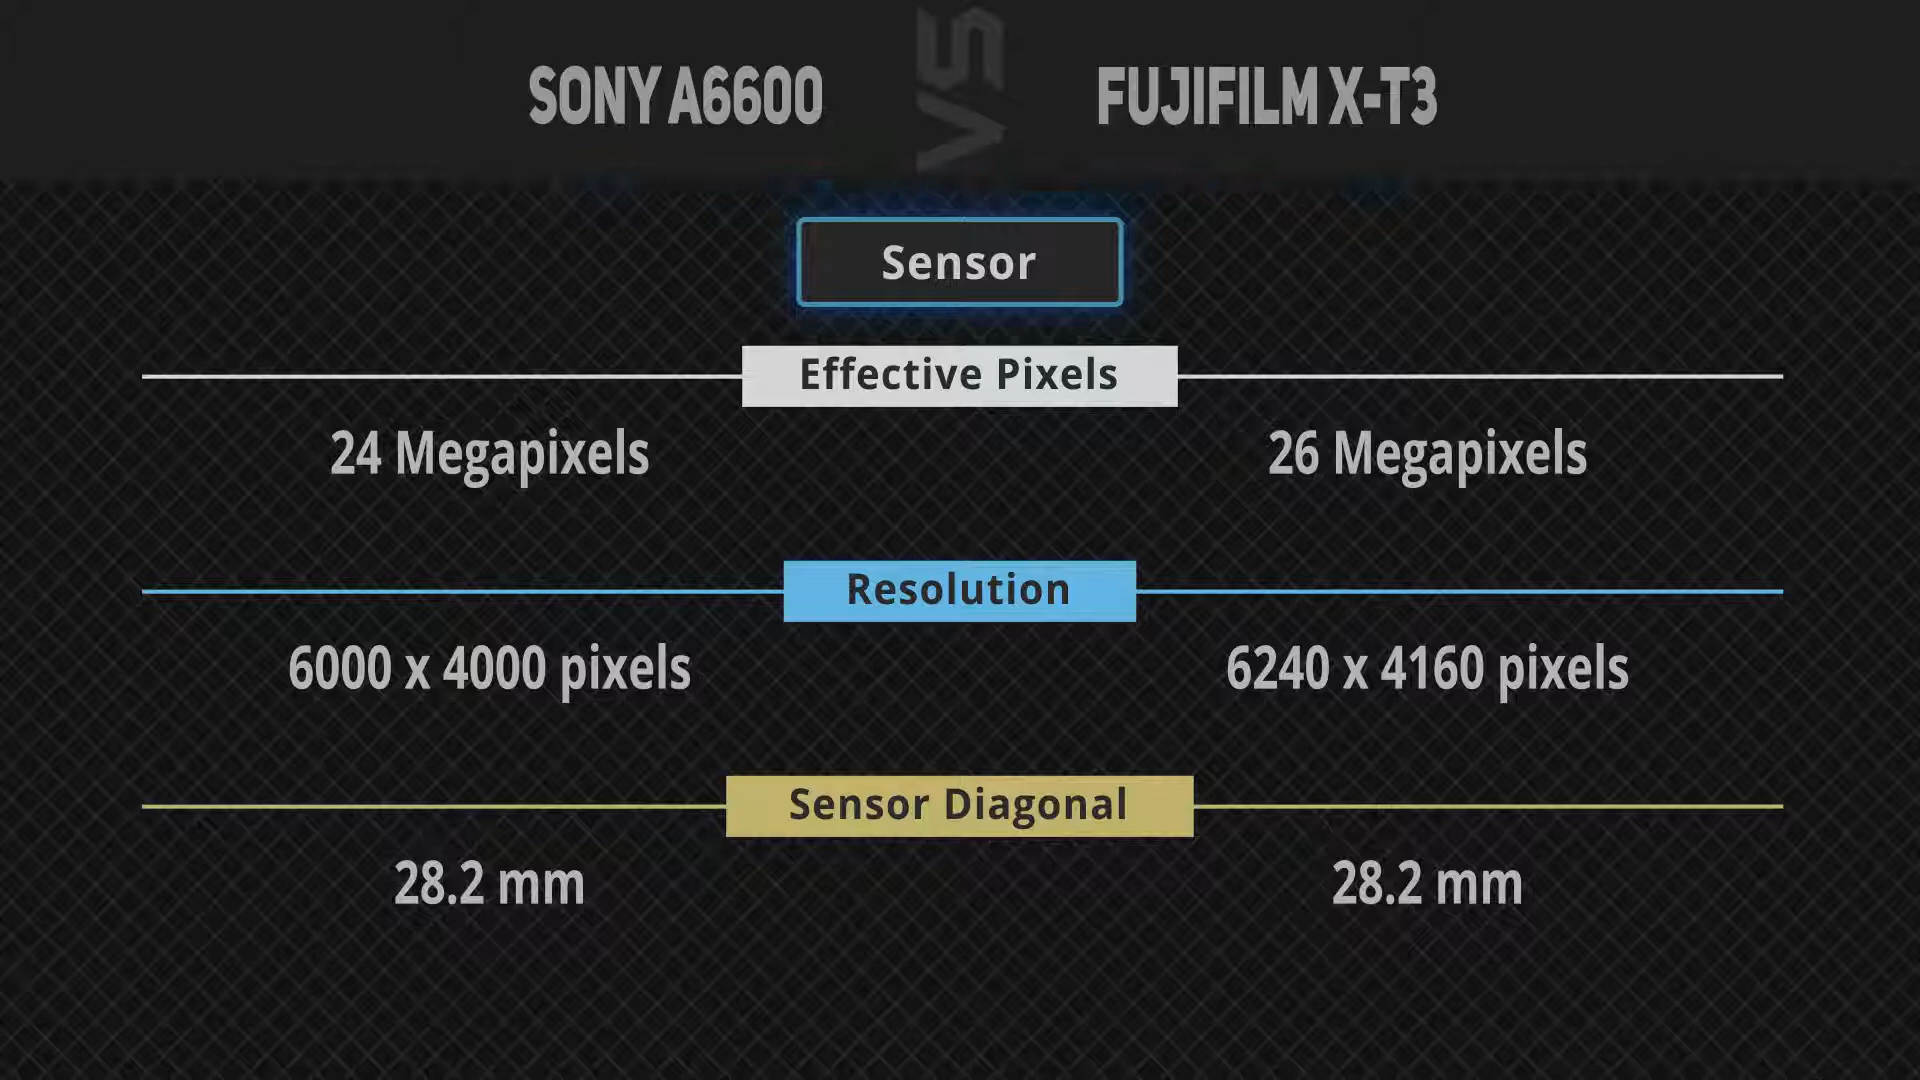 SONY A6600
VS
FUJIFILM X-T3
Sensor
Effective Pixels
24 Megapixels
26 Megapixels
Resolution
6000 x 4000 pixels
6240 x 4160 pixels
Sensor Diagonal
28.2 mm
28.2 mm